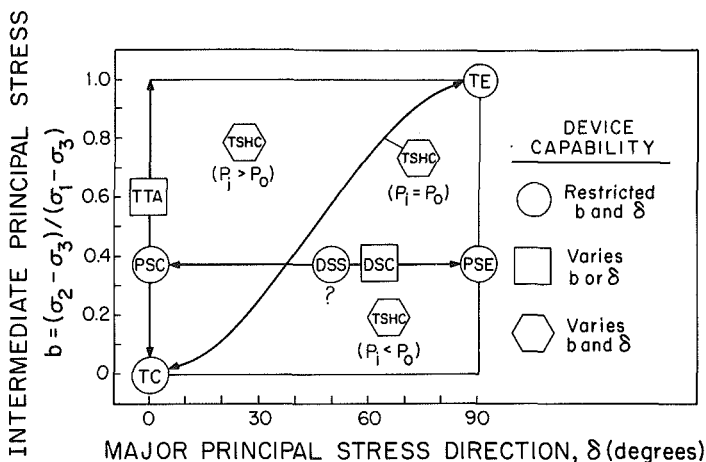 INTERMEDIATE PRINCIPAL STRESS
b = (σ₂ – σ₃) / (σ₁ – σ₃)
1.0
0.8
0.6
0.4
0.2
0
TE
TSHC
(Pᵢ > Pₒ)
TSHC
(Pᵢ = Pₒ)
TTA
PSC
DSS
?
DSC
PSE
TSHC
(Pᵢ < Pₒ)
TC
0
30
60
90
MAJOR PRINCIPAL STRESS DIRECTION, δ (degrees)
DEVICE
CAPABILITY
Restricted
b and δ
Varies
b or δ
Varies
b and δ